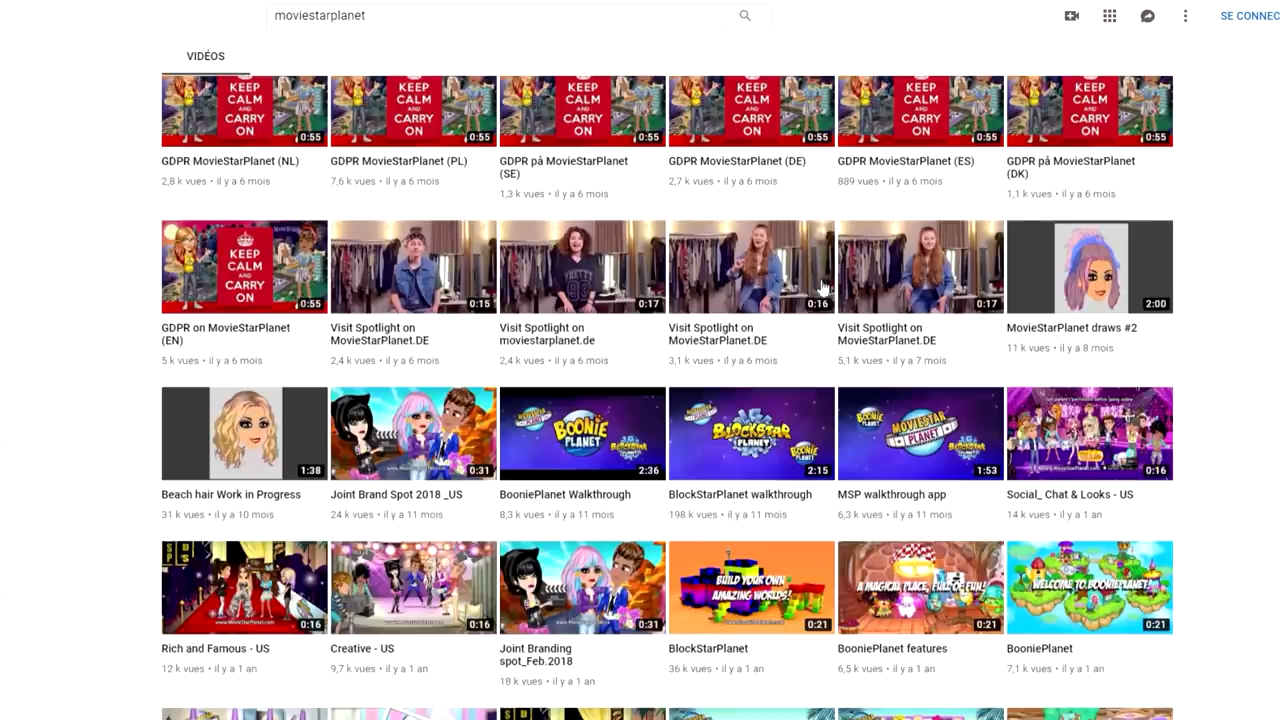 moviestarplanet
SE CONNEC
VIDÉOS
KEEP CALM AND CARRY ON 0:55
KEEP CALM AND CARRY ON 0:55
KEEP CALM AND CARRY ON 0:55
KEEP CALM AND CARRY ON 0:55
KEEP CALM AND CARRY ON 0:55
KEEP CALM AND CARRY ON 0:55
GDPR MovieStarPlanet (NL)
2,8 k vues • il y a 6 mois
GDPR MovieStarPlanet (PL)
7,6 k vues • il y a 6 mois
GDPR på MovieStarPlanet
(SE)
1,3 k vues • il y a 6 mois
GDPR MovieStarPlanet (DE)
2,7 k vues • il y a 6 mois
GDPR MovieStarPlanet (ES)
889 vues • il y a 6 mois
GDPR på MovieStarPlanet
(DK)
1,1 k vues • il y a 6 mois
KEEP CALM AND CARRY ON 0:55
GDPR on MovieStarPlanet
(EN)
5 k vues • il y a 6 mois
0:15
Visit Spotlight on
MovieStarPlanet.DE
2,4 k vues • il y a 6 mois
0:17
Visit Spotlight on
moviestarplanet.de
2,4 k vues • il y a 6 mois
0:16
Visit Spotlight on
MovieStarPlanet.DE
3,1 k vues • il y a 6 mois
0:17
Visit Spotlight on
MovieStarPlanet.DE
5,1 k vues • il y a 7 mois
2:00
MovieStarPlanet draws #2
11 k vues • il y a 8 mois
1:38
Beach hair Work in Progress
31 k vues • il y a 10 mois
0:31
Joint Brand Spot 2018 _US
24 k vues • il y a 11 mois
MOVIESTAR PLANET
BOONIE PLANET
BLOCKSTAR PLANET
2:36
BooniePlanet Walkthrough
8,3 k vues • il y a 11 mois
MOVIESTAR PLANET
BLOCKSTAR PLANET
BOONIE PLANET
2:15
BlockStarPlanet walkthrough
198 k vues • il y a 11 mois
BOONIE PLANET
MOVIESTAR PLANET
BLOCKSTAR PLANET
1:53
MSP walkthrough app
6,3 k vues • il y a 11 mois
0:16
Social_ Chat & Looks - US
14 k vues • il y a 1 an
www.MovieStarPlanet.com
0:16
Rich and Famous - US
12 k vues • il y a 1 an
0:16
Creative - US
9,7 k vues • il y a 1 an
0:31
Joint Branding
spot_Feb.2018
18 k vues • il y a 1 an
BUILD YOUR OWN
AMAZING WORLDS!
0:21
BlockStarPlanet
36 k vues • il y a 1 an
A MAGICAL PLACE, FULL OF FUN!
0:21
BooniePlanet features
6,5 k vues • il y a 1 an
WELCOME TO BOONIEPLANET!
0:21
BooniePlanet
7,1 k vues • il y a 1 an